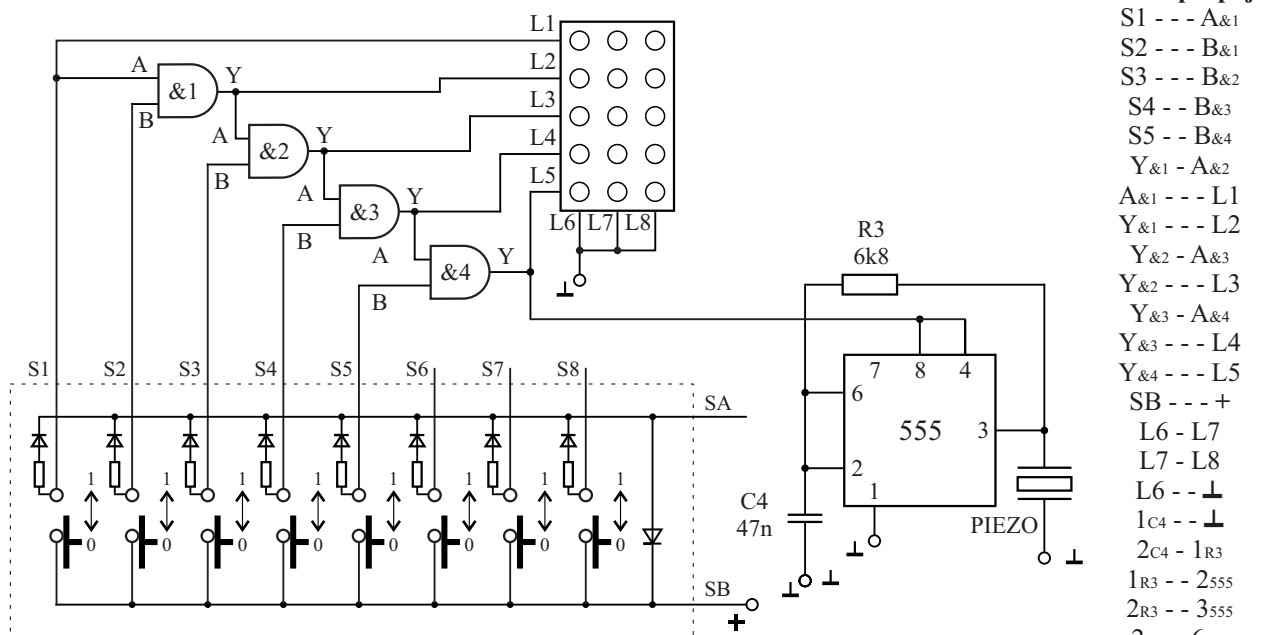 L1
L2
L3
L4
L5
L6 L7 L8
A
B
&1
Y
A
B
&2
Y
A
B
&3
Y
A
B
&4
Y
S1 S2 S3 S4 S5 S6 S7 S8
SA
1 1 1 1 1 1 1 1
0 0 0 0 0 0 0 0
SB
+
R3
6k8
7 8 4
6
555
3
2
1
C4
47n
PIEZO
S1 - - - A&1
S2 - - - B&1
S3 - - - B&2
S4 - - B&3
S5 - - B&4
Y&1 - A&2
A&1 - - - L1
Y&1 - - - L2
Y&2 - A&3
Y&2 - - - L3
Y&3 - A&4
Y&3 - - - L4
Y&4 - - - L5
SB - - - +
L6 - L7
L7 - L8
L6 - - ⊥
1C4 - - ⊥
2C4 - 1R3
1R3 - - 2555
2R3 - - 3555